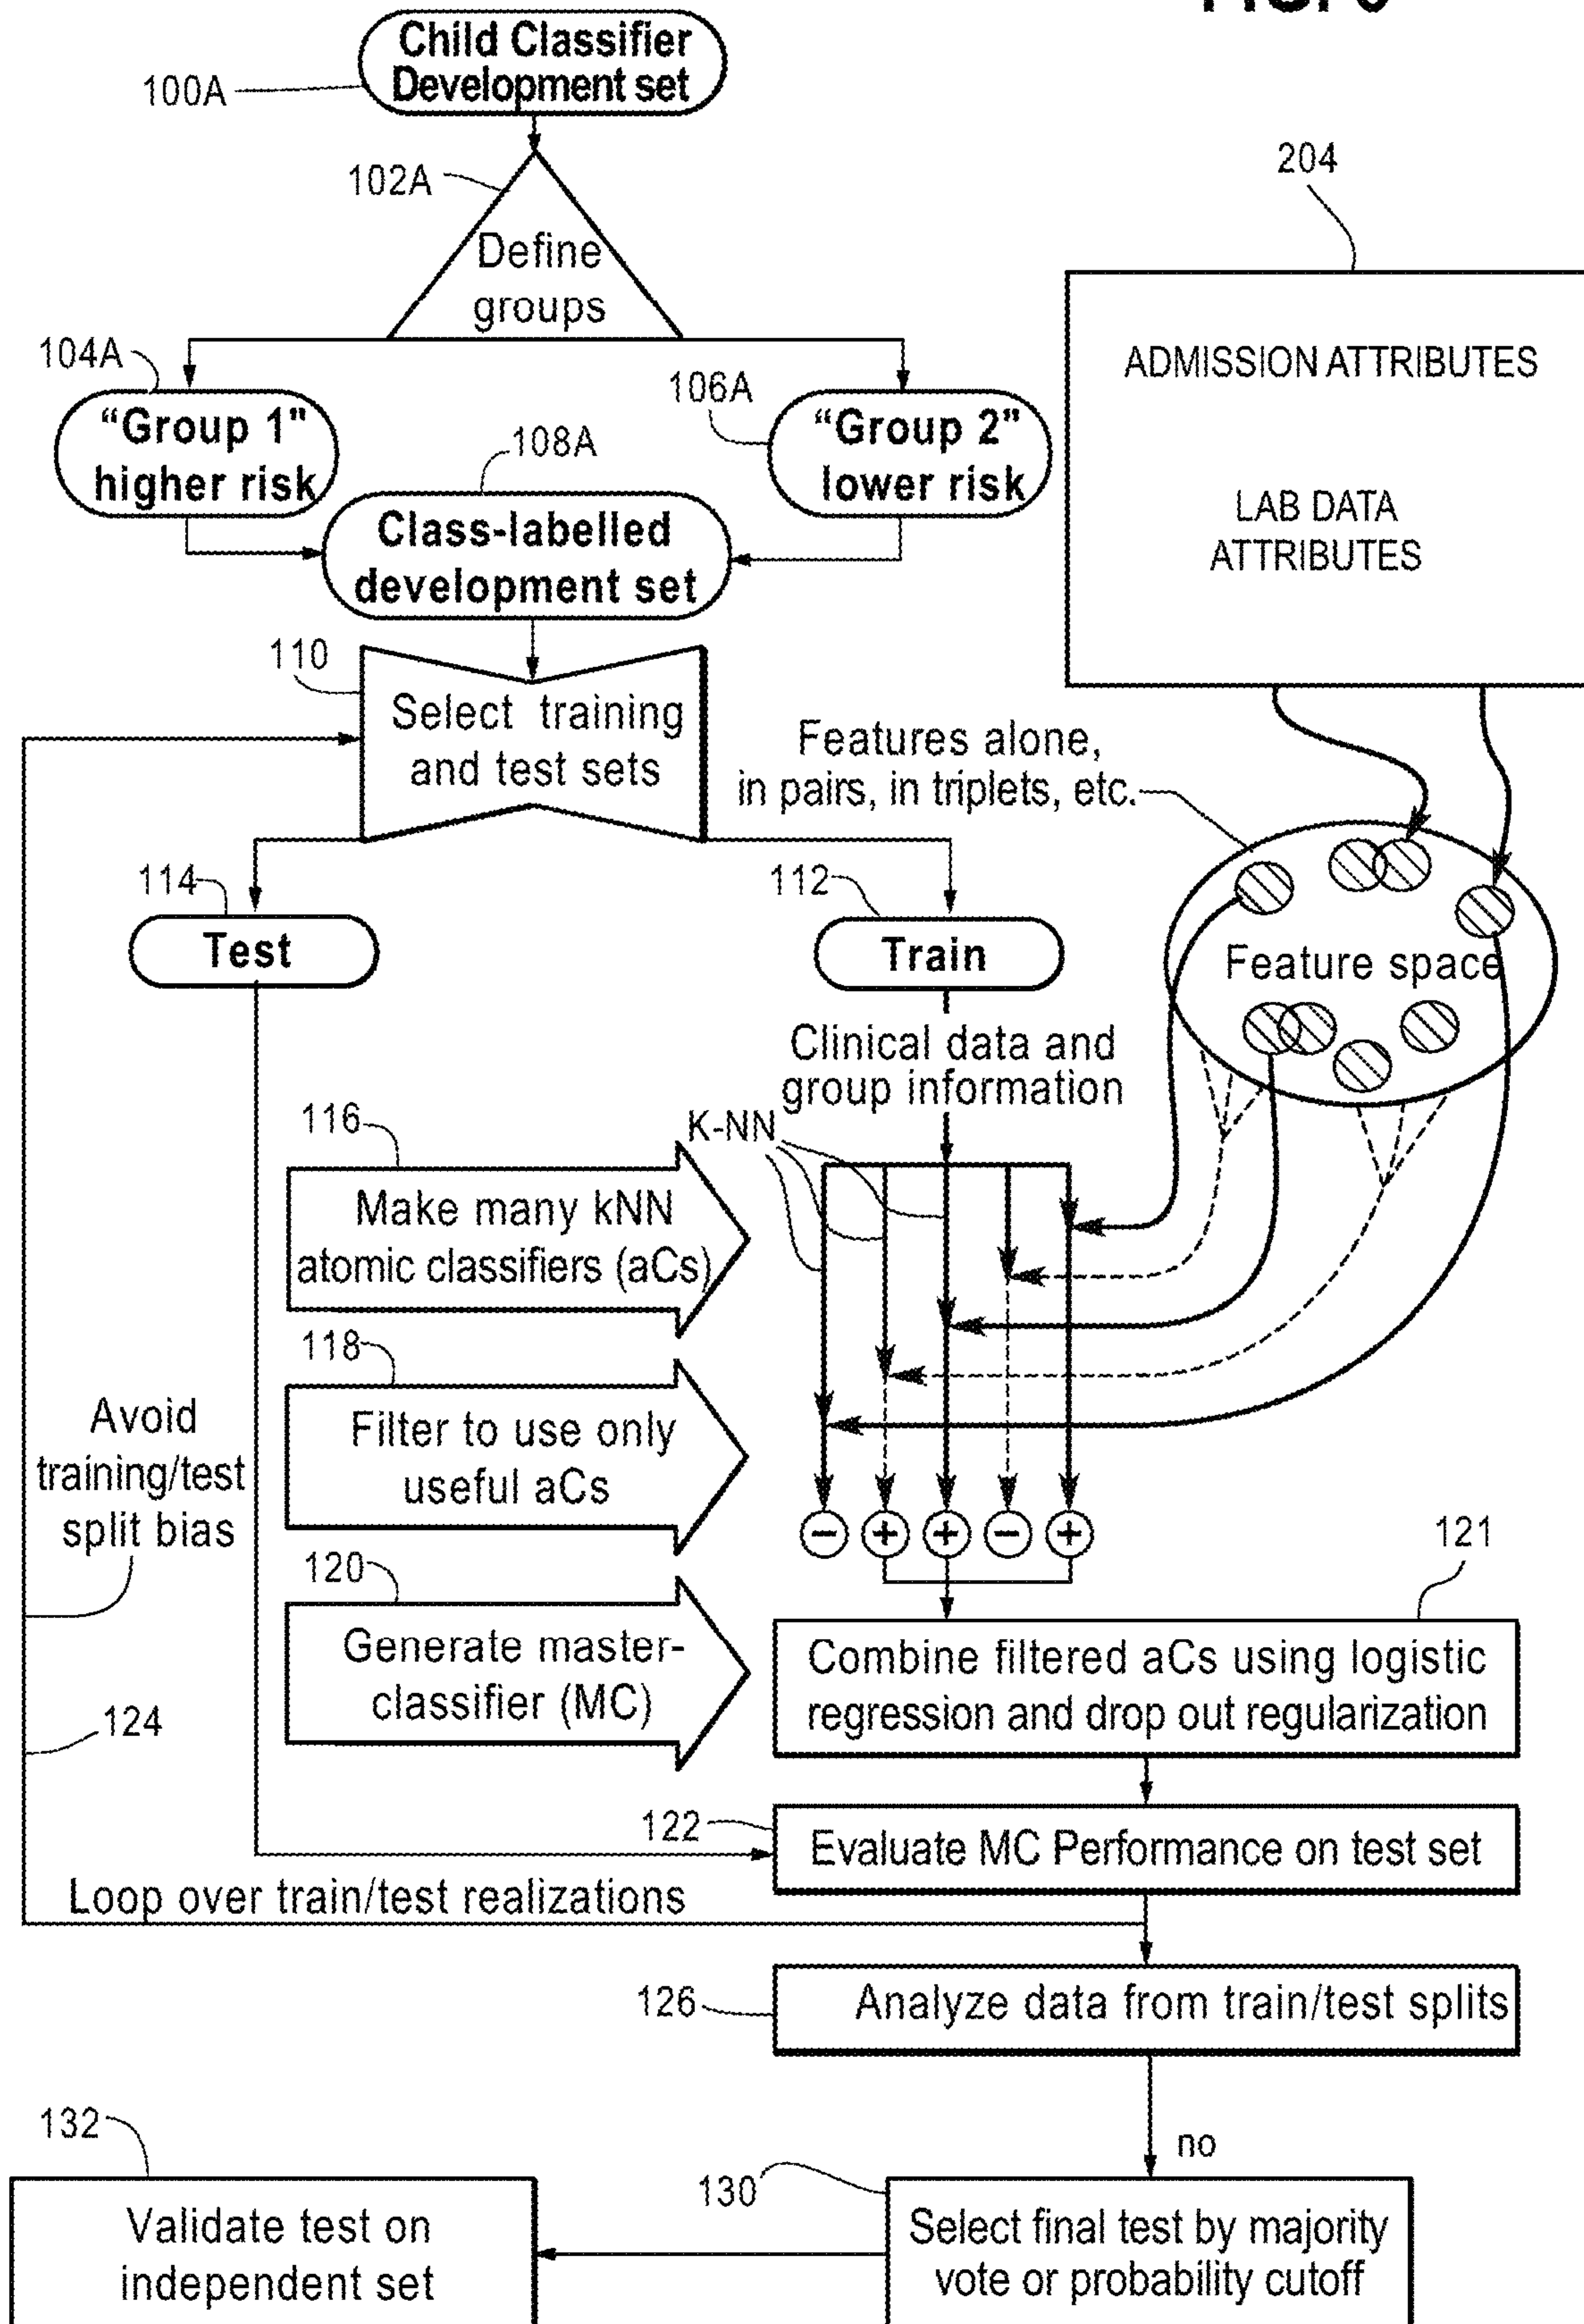 Child Classifier
Development set
100A
102A
Define
groups
204
ADMISSION ATTRIBUTES
LAB DATA
ATTRIBUTES
104A
"Group 1"
higher risk
106A
"Group 2"
lower risk
108A
Class-labelled
development set
110
Select training
and test sets
Features alone,
in pairs, in triplets, etc.
114
Test
112
Train
Feature space
Clinical data and
group information
K-NN
116
Make many kNN
atomic classifiers (aCs)
118
Filter to use only
useful aCs
Avoid
training/test
split bias
− + + − +
120
Generate master-
classifier (MC)
121
Combine filtered aCs using logistic
regression and drop out regularization
124
122
Evaluate MC Performance on test set
Loop over train/test realizations
126
Analyze data from train/test splits
no
132
Validate test on
independent set
130
Select final test by majority
vote or probability cutoff